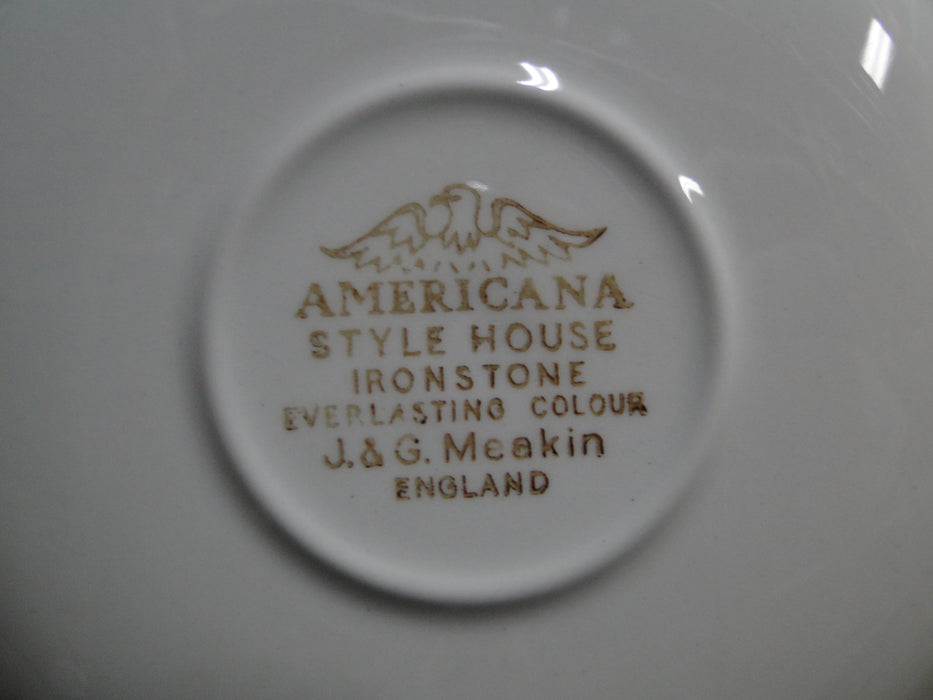 AMERICANA
STYLE HOUSE
IRONSTONE
EVERLASTING COLOUR
J. & G. Meakin
ENGLAND